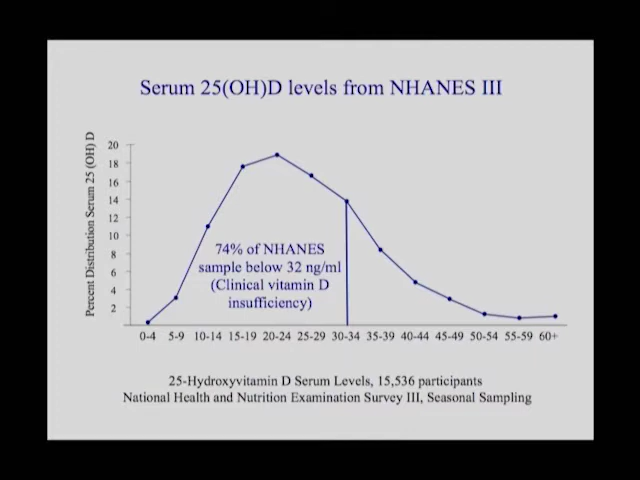 Serum 25(OH)D levels from NHANES III
Percent Distribution Serum 25 (OH) D
20
18
16
14
12
10
8
6
4
2
74% of NHANES
sample below 32 ng/ml
(Clinical vitamin D
insufficiency)
0-4 5-9 10-14 15-19 20-24 25-29 30-34 35-39 40-44 45-49 50-54 55-59 60+
25-Hydroxyvitamin D Serum Levels, 15,536 participants
National Health and Nutrition Examination Survey III, Seasonal Sampling